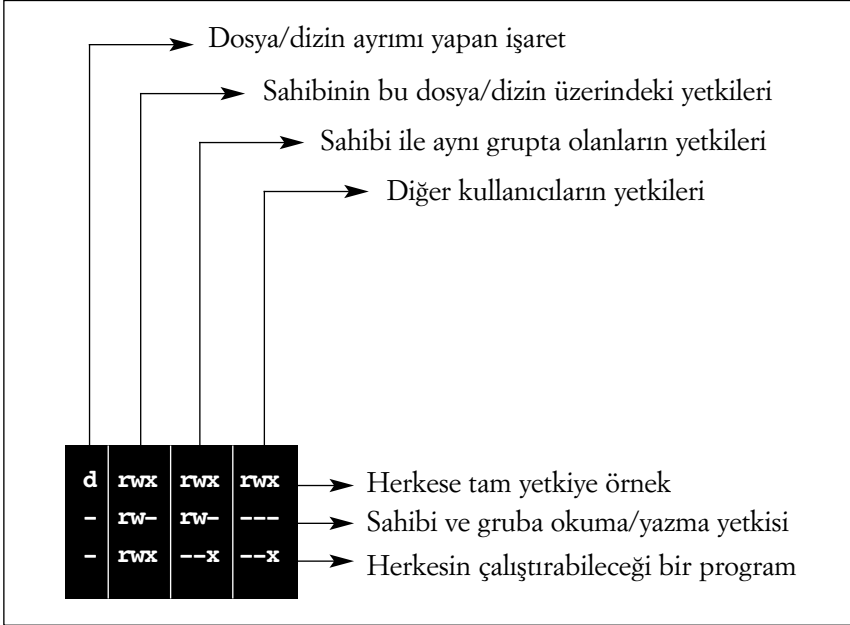 Dosya/dizin ayrımı yapan işaret
Sahibinin bu dosya/dizin üzerindeki yetkileri
Sahibi ile aynı grupta olanların yetkileri
Diğer kullanıcıların yetkileri
d rwx rwx rwx Herkese tam yetkiye örnek
- rw- rw- --- Sahibi ve gruba okuma/yazma yetkisi
- rwx --x --x Herkesin çalıştırabileceği bir program